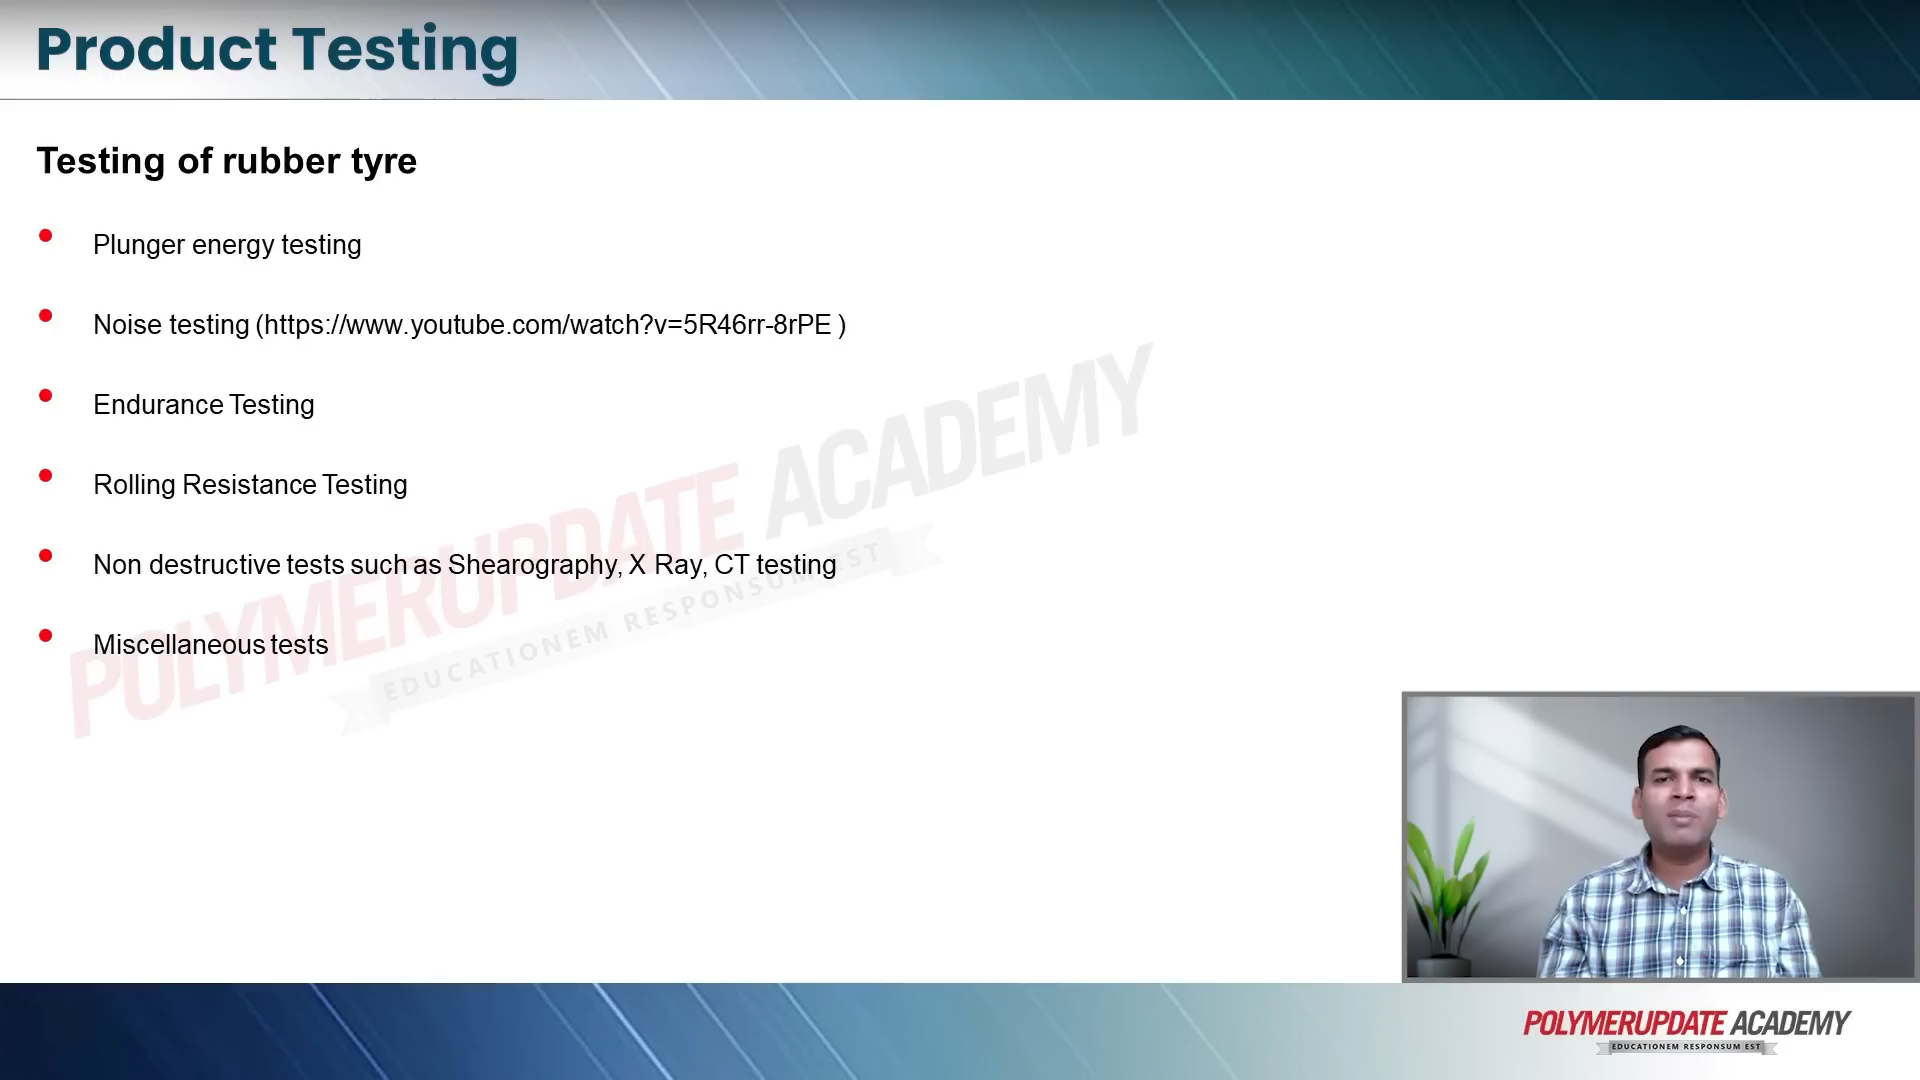 Product Testing
Testing of rubber tyre
• Plunger energy testing
• Noise testing (https://www.youtube.com/watch?v=5R46rr-8rPE )
• Endurance Testing
• Rolling Resistance Testing
• Non destructive tests such as Shearography, X Ray, CT testing
• Miscellaneous tests
POLYMERUPDATE ACADEMY
EDUCATIONEM RESPONSUM EST
POLYMERUPDATE ACADEMY
EDUCATIONEM RESPONSUM EST